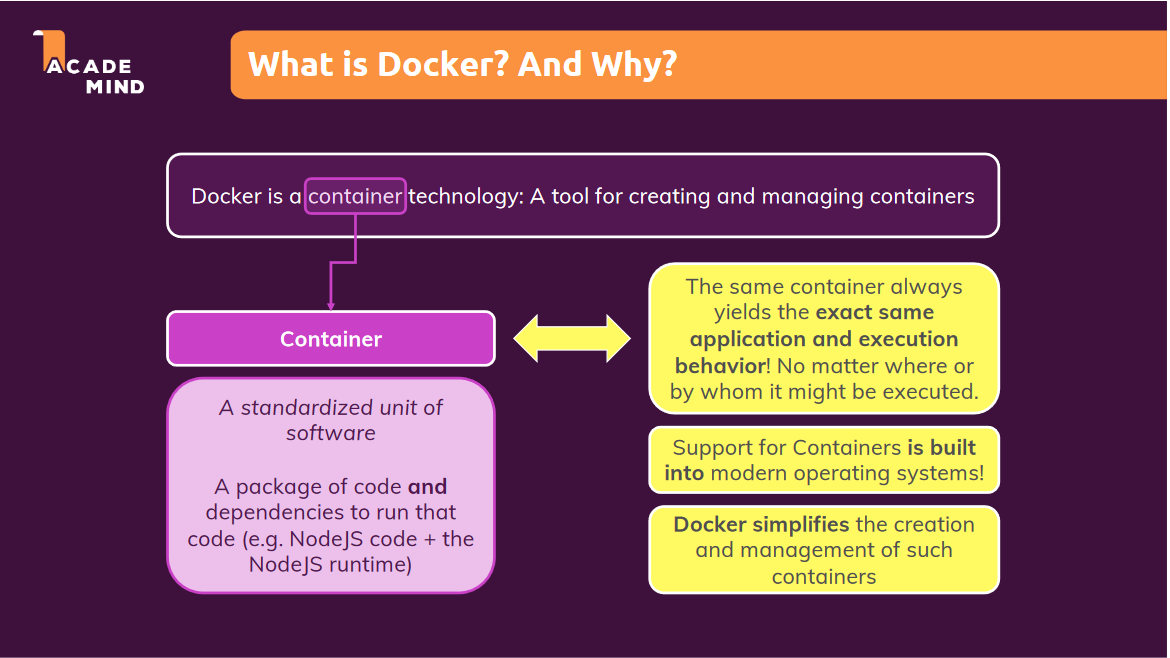 ACADE
MIND
What is Docker? And Why?
Docker is a container technology: A tool for creating and managing containers
Container
A standardized unit of
software
A package of code and
dependencies to run that
code (e.g. NodeJS code + the
NodeJS runtime)
The same container always
yields the exact same
application and execution
behavior! No matter where or
by whom it might be executed.
Support for Containers is built
into modern operating systems!
Docker simplifies the creation
and management of such
containers